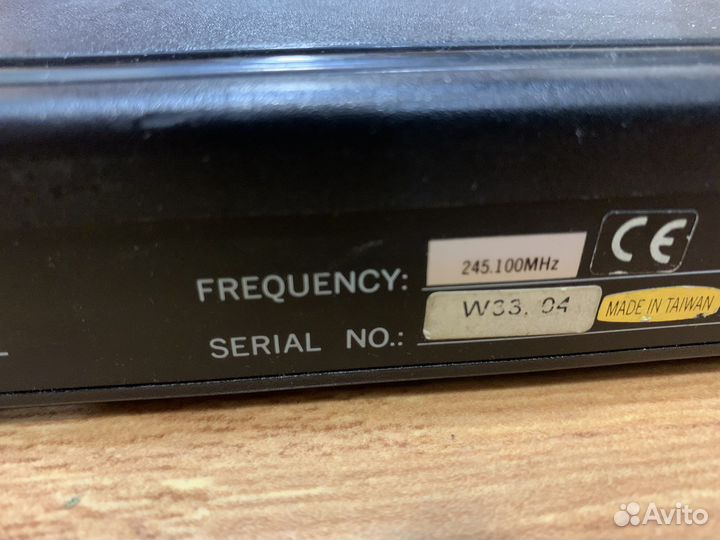 FREQUENCY: 245.100MHz CE
SERIAL NO.: W33.04 MADE IN TAIWAN
L
Avito